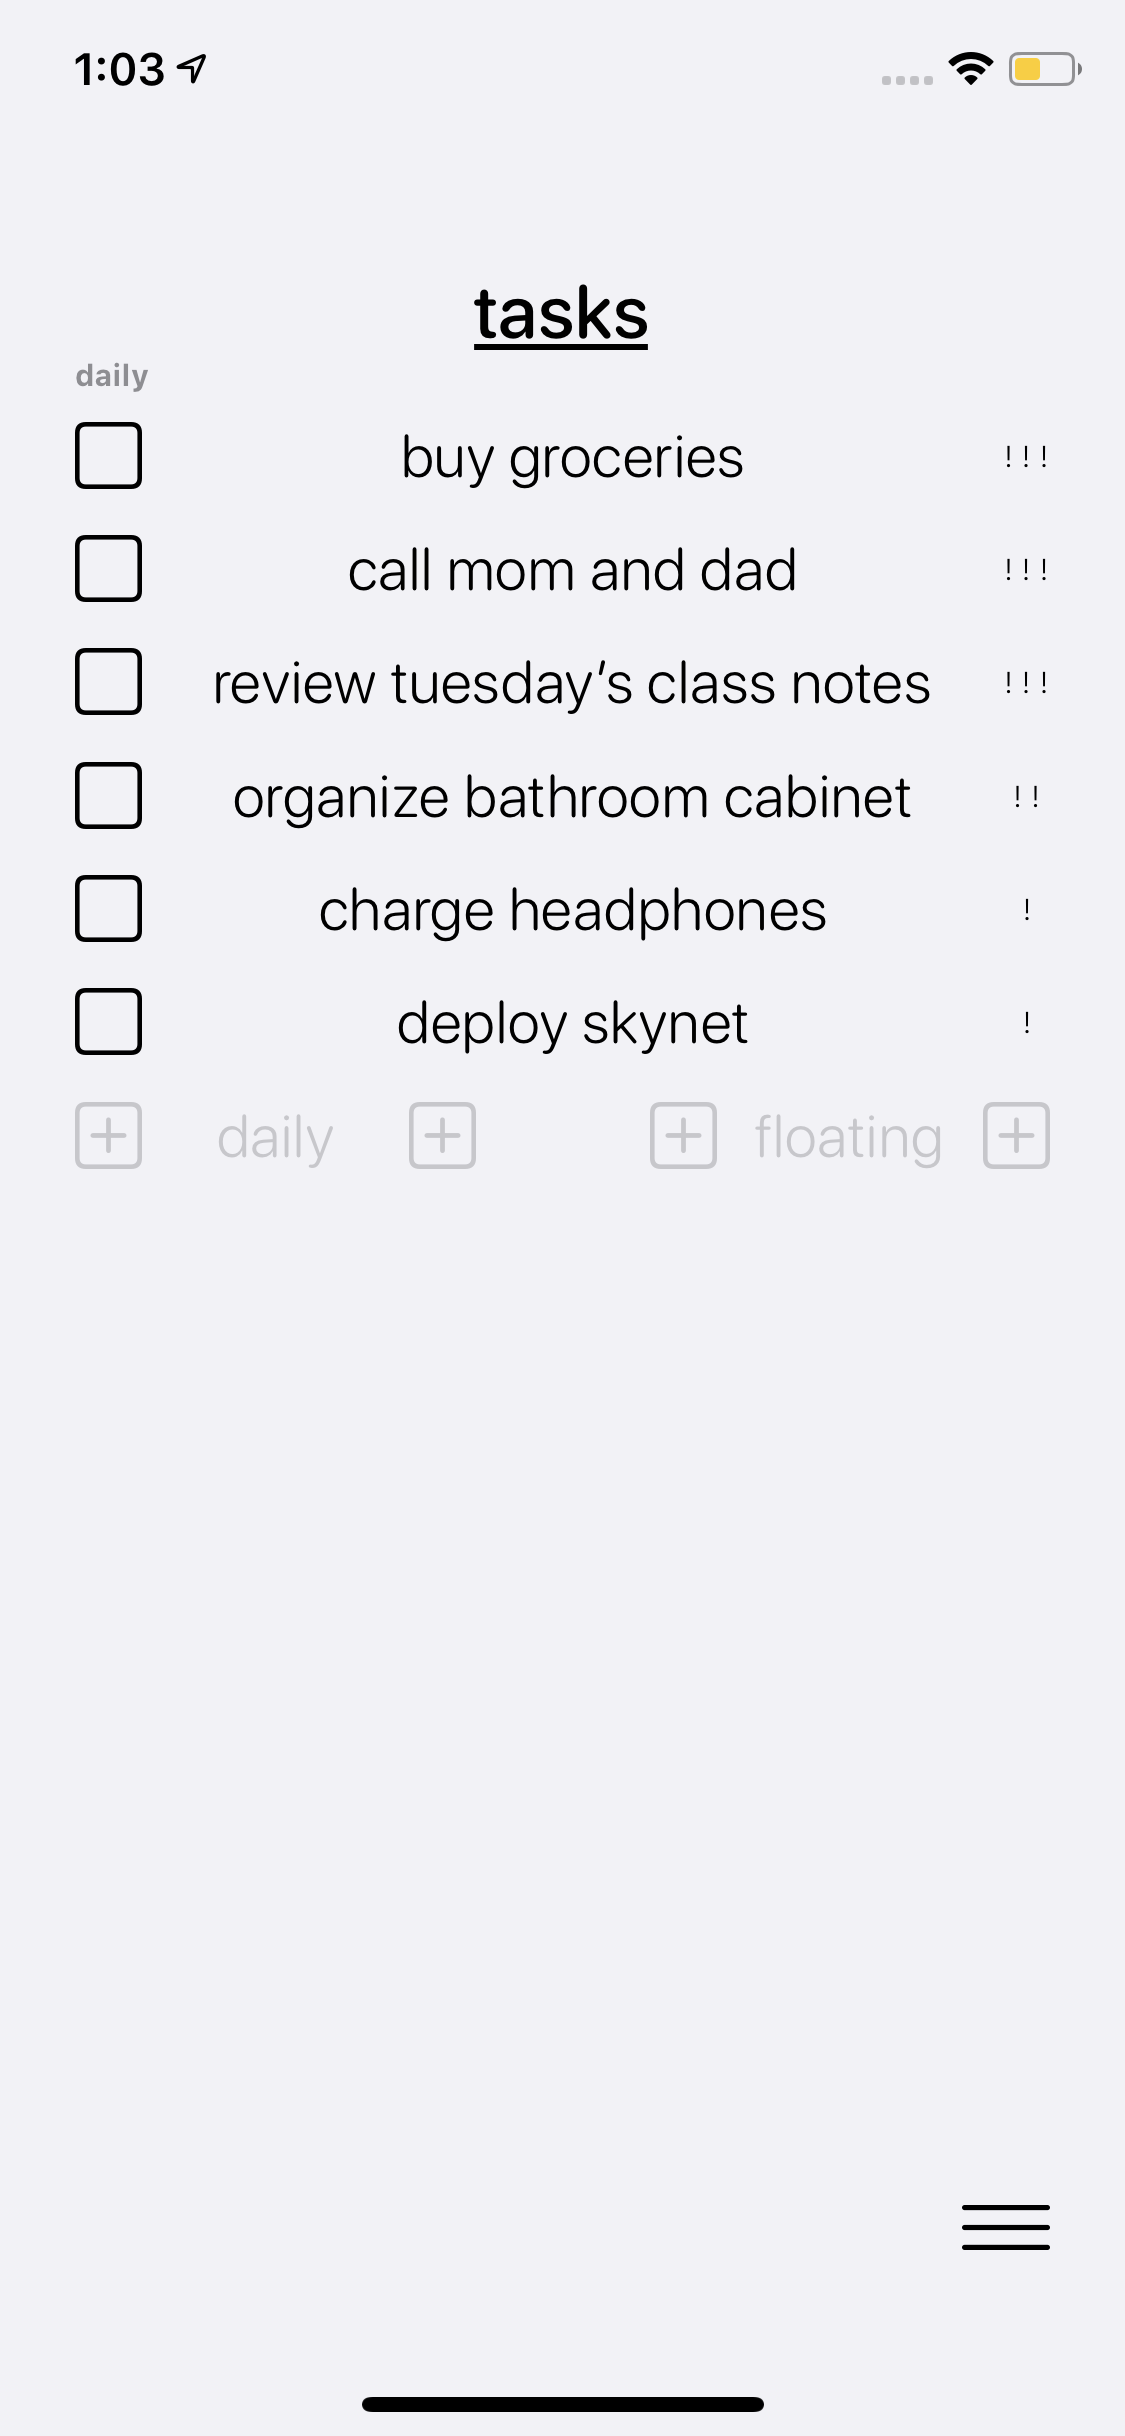 1:03
tasks
daily
buy groceries !!!
call mom and dad !!!
review tuesday's class notes !!!
organize bathroom cabinet !!
charge headphones !
deploy skynet !
daily floating